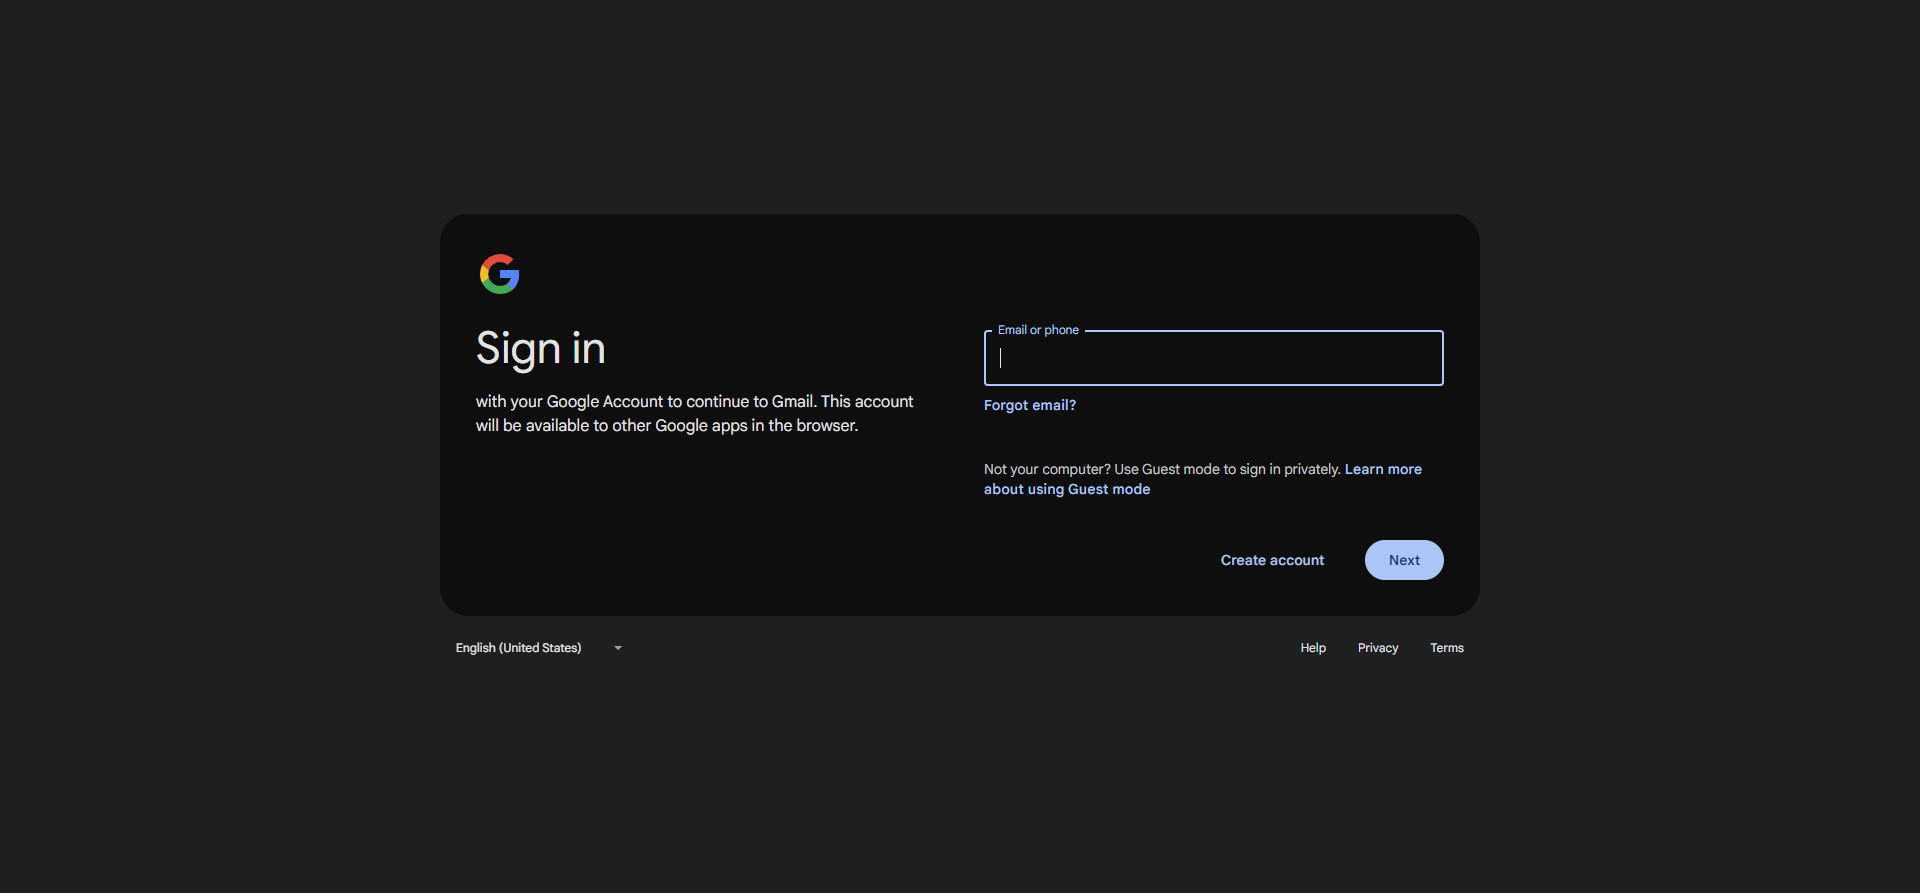 Sign in
with your Google Account to continue to Gmail. This account
will be available to other Google apps in the browser.
Email or phone
Forgot email?
Not your computer? Use Guest mode to sign in privately. Learn more
about using Guest mode
Create account
Next
English (United States)
Help
Privacy
Terms